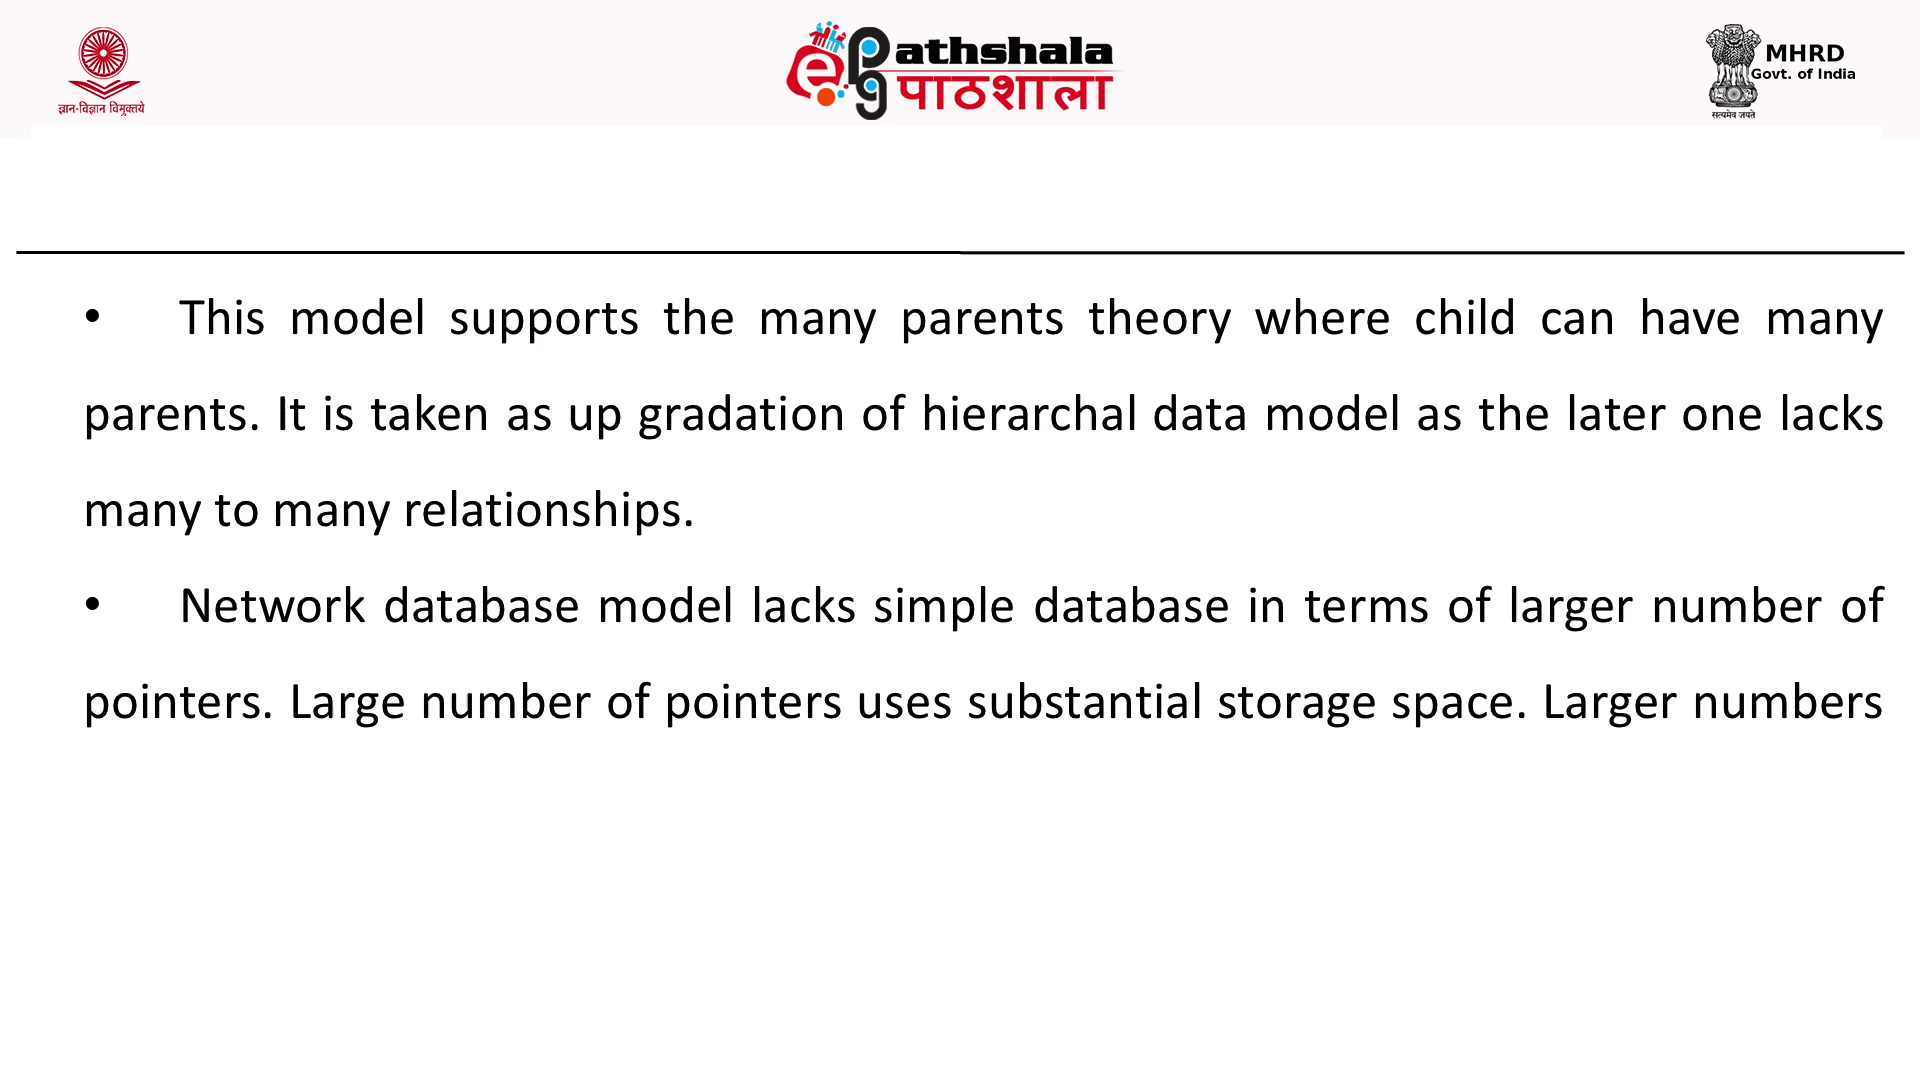 ज्ञान-विज्ञान विमुक्तये
ePG Pathshala
पाठशाला
MHRD
Govt. of India
सत्यमेव जयते
• This model supports the many parents theory where child can have many
parents. It is taken as up gradation of hierarchal data model as the later one lacks
many to many relationships.
• Network database model lacks simple database in terms of larger number of
pointers. Large number of pointers uses substantial storage space. Larger numbers